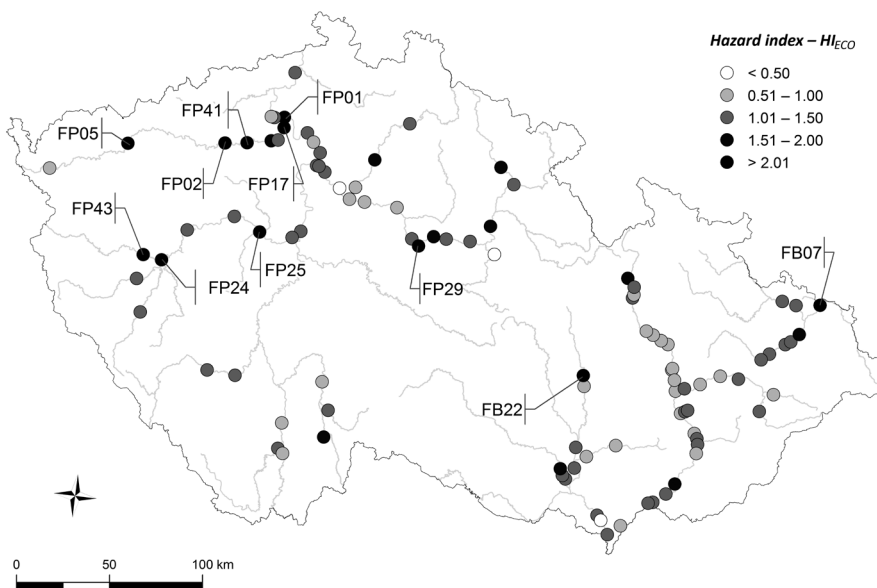 Hazard index – HI_ECO
< 0.50
0.51 – 1.00
1.01 – 1.50
1.51 – 2.00
> 2.01
FP01
FP41
FP05
FP02
FP17
FP43
FP24
FP25
FP29
FB07
FB22
0 50 100 km